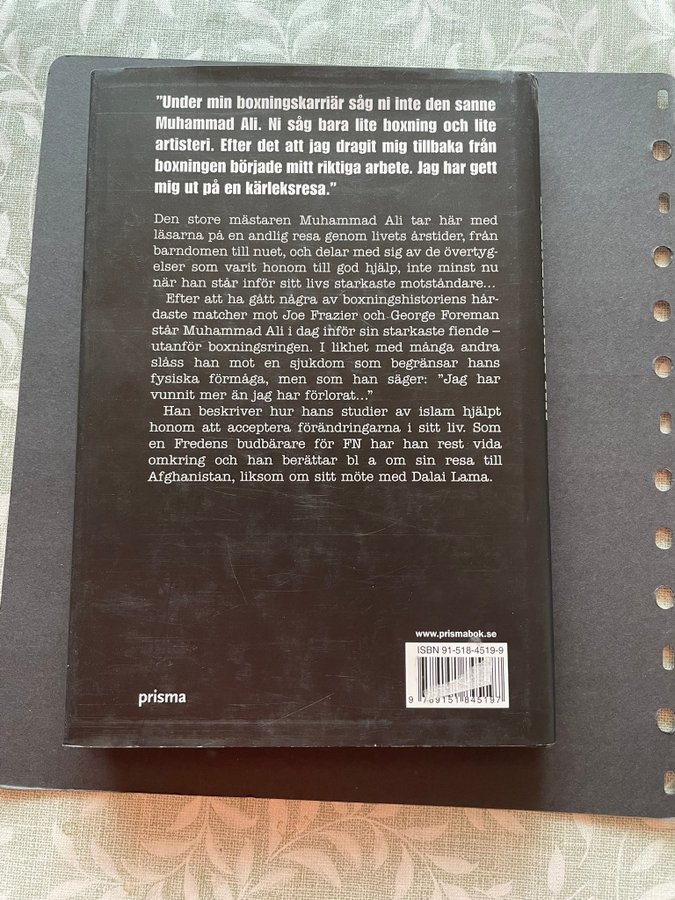 "Under min boxningskarriär såg ni inte den sanne
Muhammad Ali. Ni såg bara lite boxning och lite
artisteri. Efter det att jag dragit mig tillbaka från
boxningen började mitt riktiga arbete. Jag har gett
mig ut på en kärleksresa."
Den store mästaren Muhammad Ali tar här med
läsarna på en andlig resa genom livets årstider, från
barndomen till nuet, och delar med sig av de övertyg-
elser som varit honom till god hjälp, inte minst nu
när han står inför sitt livs starkaste motståndare...
Efter att ha gått några av boxningshistoriens hår-
daste matcher mot Joe Frazier och George Foreman
står Muhammad Ali i dag inför sin starkaste fiende –
utanför boxningsringen. I likhet med många andra
slåss han mot en sjukdom som begränsar hans
fysiska förmåga, men som han säger: "Jag har
vunnit mer än jag har förlorat..."
Han beskriver hur hans studier av islam hjälpt
honom att acceptera förändringarna i sitt liv. Som
en Fredens budbärare för FN har han rest vida
omkring och han berättar bl a om sin resa till
Afghanistan, liksom om sitt möte med Dalai Lama.
www.prismabok.se
ISBN 91-518-4519-9
prisma
9 789151 845197